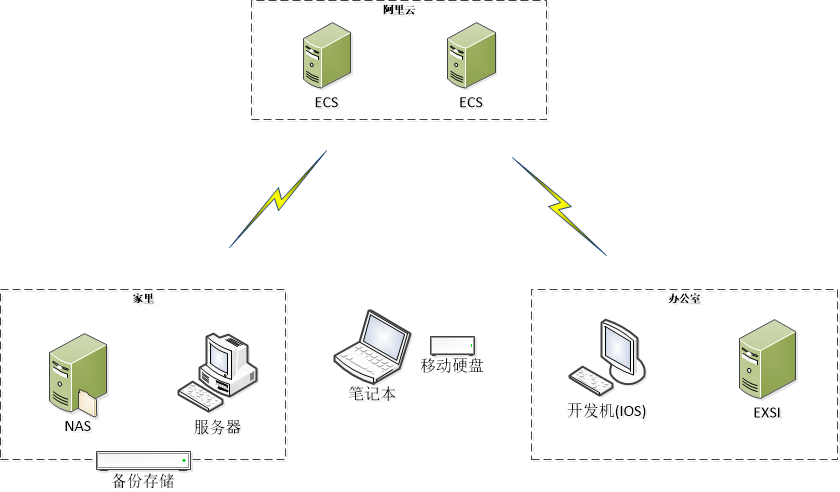 阿里云
ECS
ECS
家里
办公室
NAS
服务器
笔记本
移动硬盘
开发机(IOS)
EXSI
备份存储